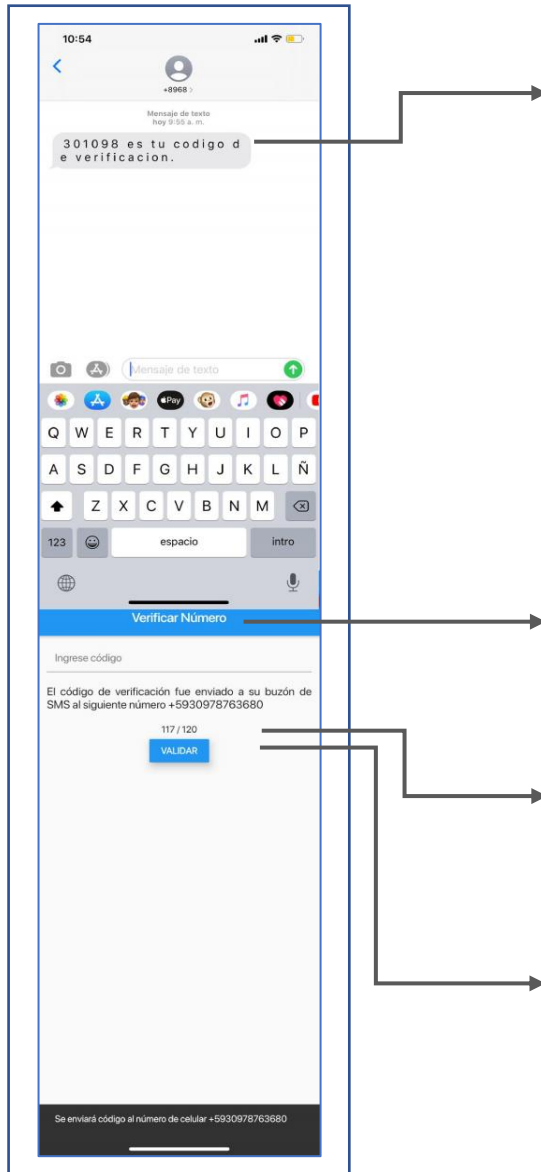 10:54
+8968
Mensaje de texto
hoy 9:55 a. m.
301098 es tu codigo d
e verificacion.
Mensaje de texto
Pay
Q W E R T Y U I O P
A S D F G H J K L Ñ
Z X C V B N M
123 espacio intro
Verificar Número
Ingrese código
El código de verificación fue enviado a su buzón de
SMS al siguiente número +5930978763680
117 / 120
VALIDAR
Se enviará código al número de celular +5930978763680